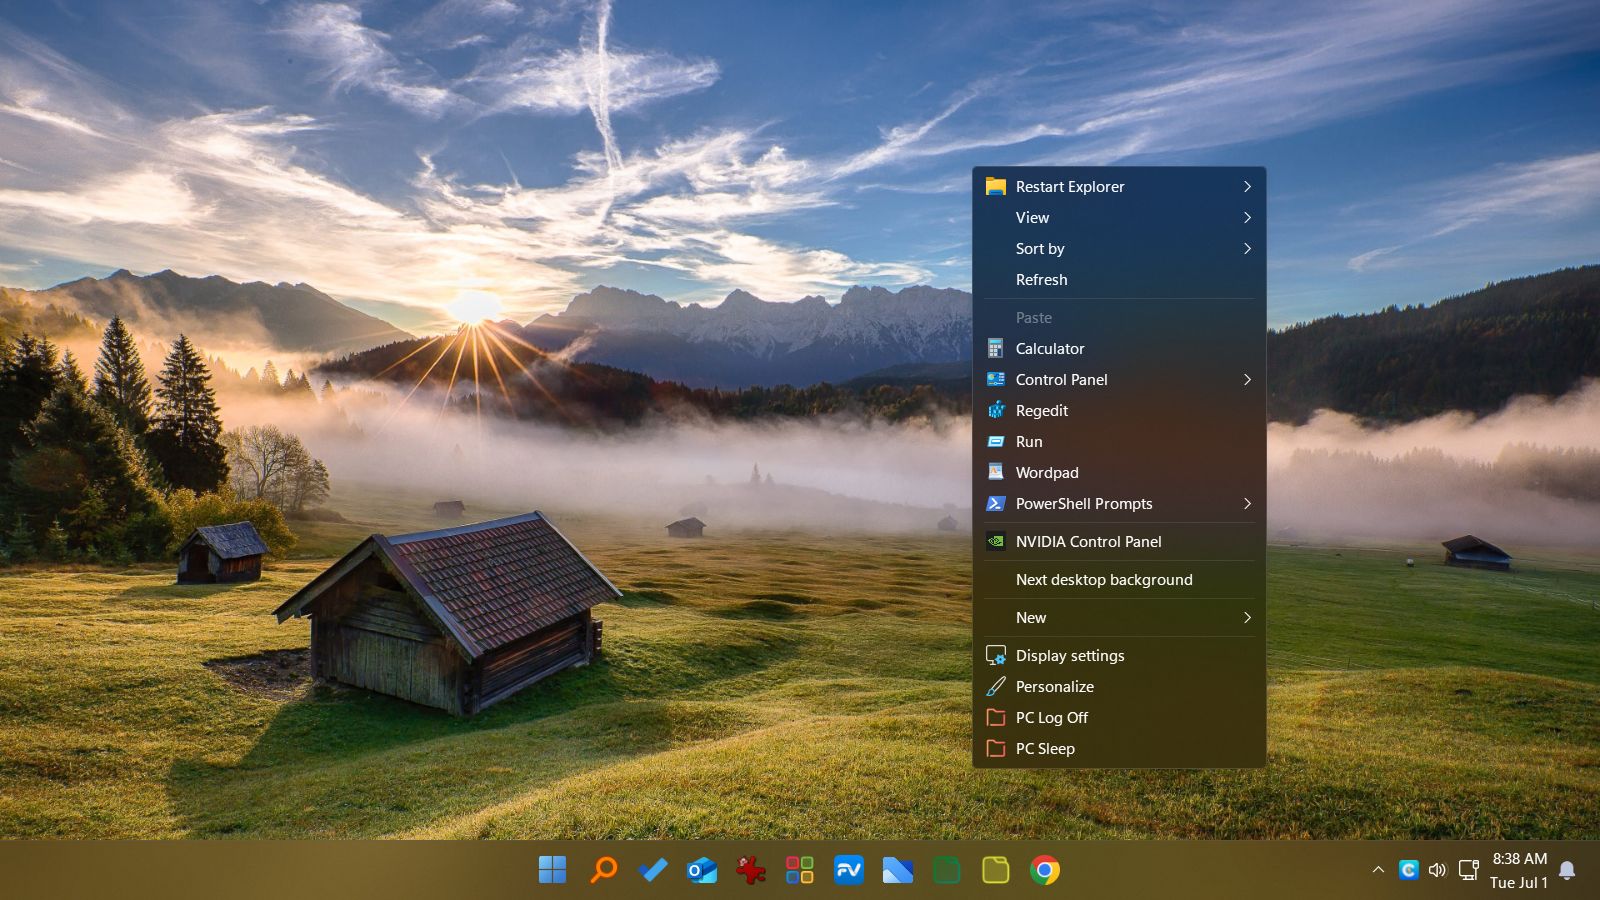 Restart Explorer
View
Sort by
Refresh
Paste
Calculator
Control Panel
Regedit
Run
Wordpad
PowerShell Prompts
NVIDIA Control Panel
Next desktop background
New
Display settings
Personalize
PC Log Off
PC Sleep
8:38 AM
Tue Jul 1